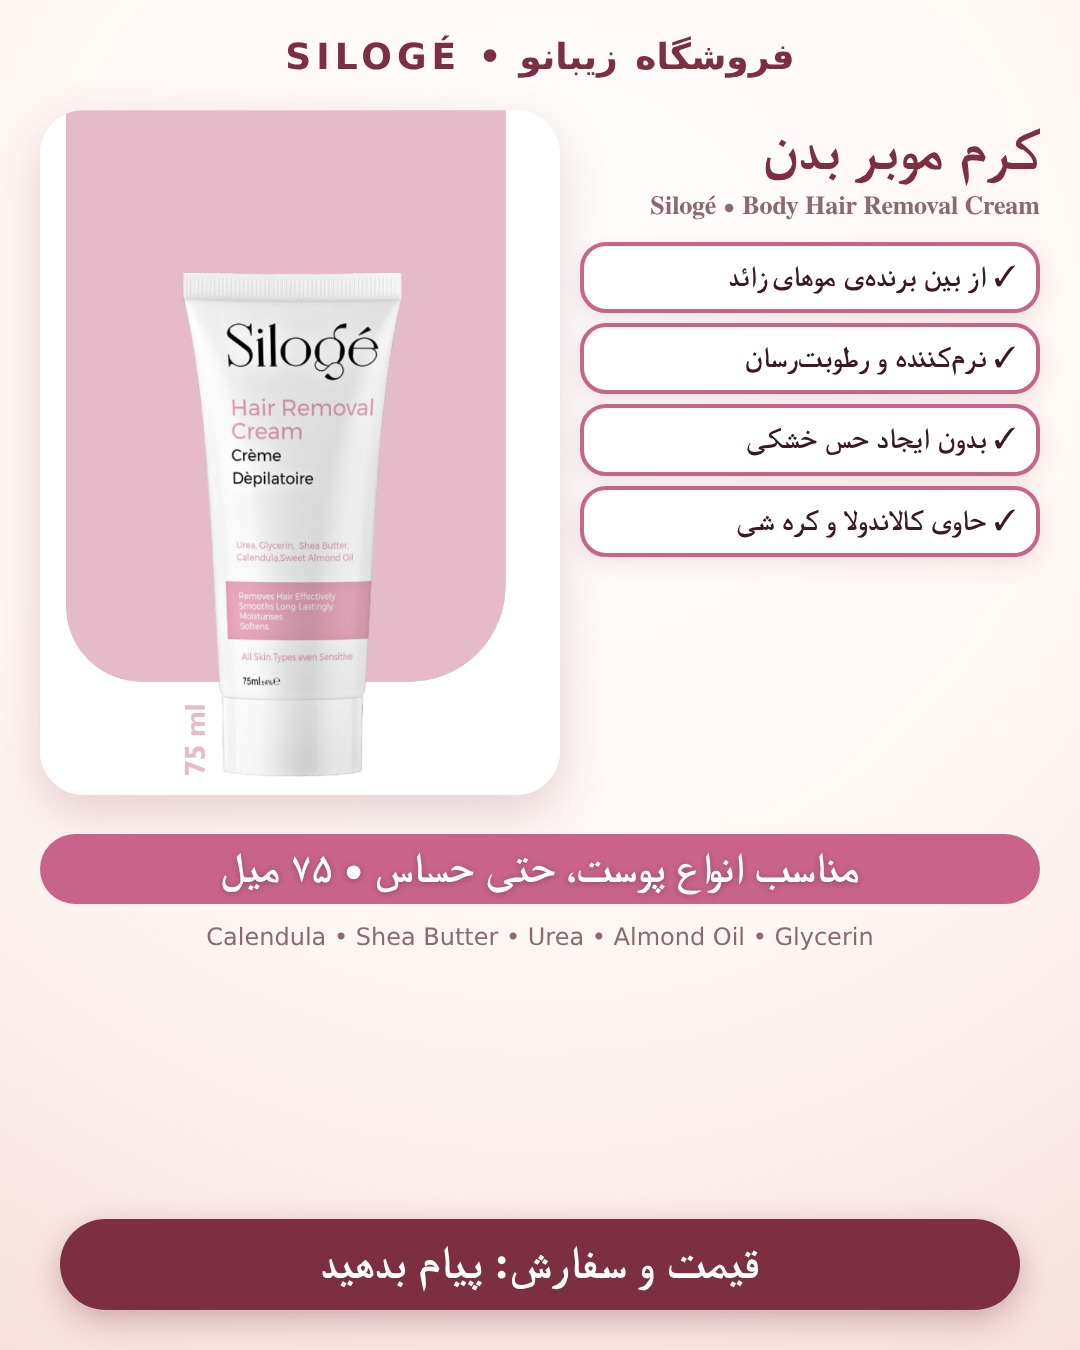 فروشگاه زیبانو • SILOGÉ
کرم موبر بدن
Silogé • Body Hair Removal Cream
✓ از بین برنده‌ی موهای زائد
✓ نرم‌کننده و رطوبت‌رسان
✓ بدون ایجاد حس خشکی
✓ حاوی کالاندولا و کره شی
Silogé
Hair Removal
Cream
Crème
Dèpilatoire
Urea, Glycerin, Shea Butter,
Calendula,Sweet Almond Oil
Removes Hair Effectively
Smooths Long-Lastingly
Moisturises
Softens
All Skin Types even Sensitive
75ml±4%℮
75 ml
مناسب انواع پوست، حتی حساس • ۷۵ میل
Calendula • Shea Butter • Urea • Almond Oil • Glycerin
قیمت و سفارش: پیام بدهید